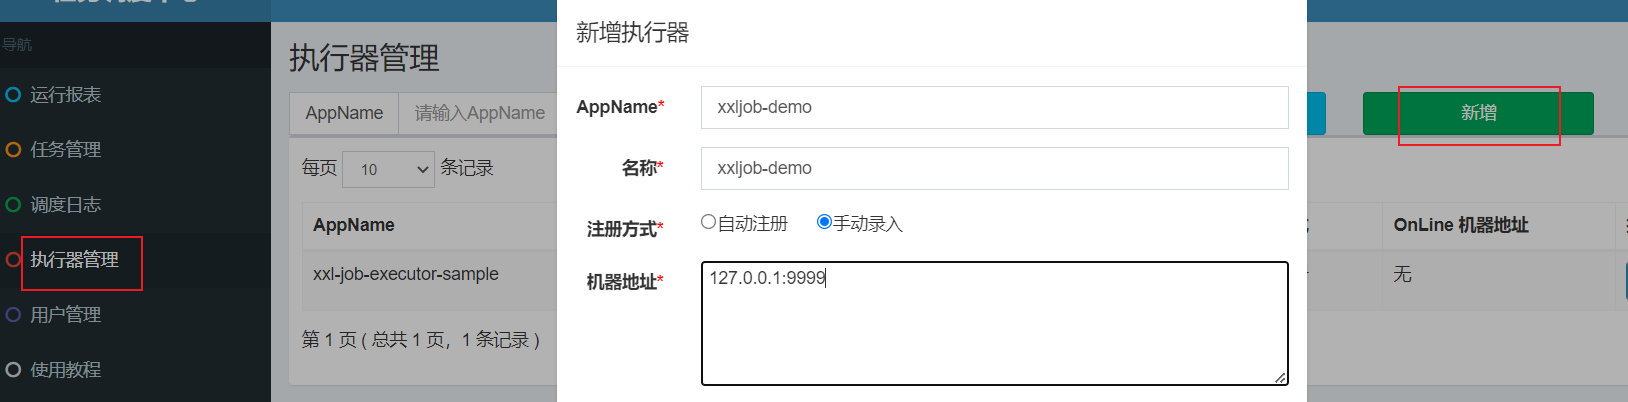 导航
运行报表
任务管理
调度日志
执行器管理
用户管理
使用教程
执行器管理
AppName 请输入AppName
每页 10 条记录
AppName
xxl-job-executor-sample
第 1 页 ( 总共 1 页，1 条记录 )
新增执行器
AppName* xxljob-demo
名称* xxljob-demo
注册方式* 自动注册 手动录入
机器地址* 127.0.0.1:9999
新增
OnLine 机器地址
无